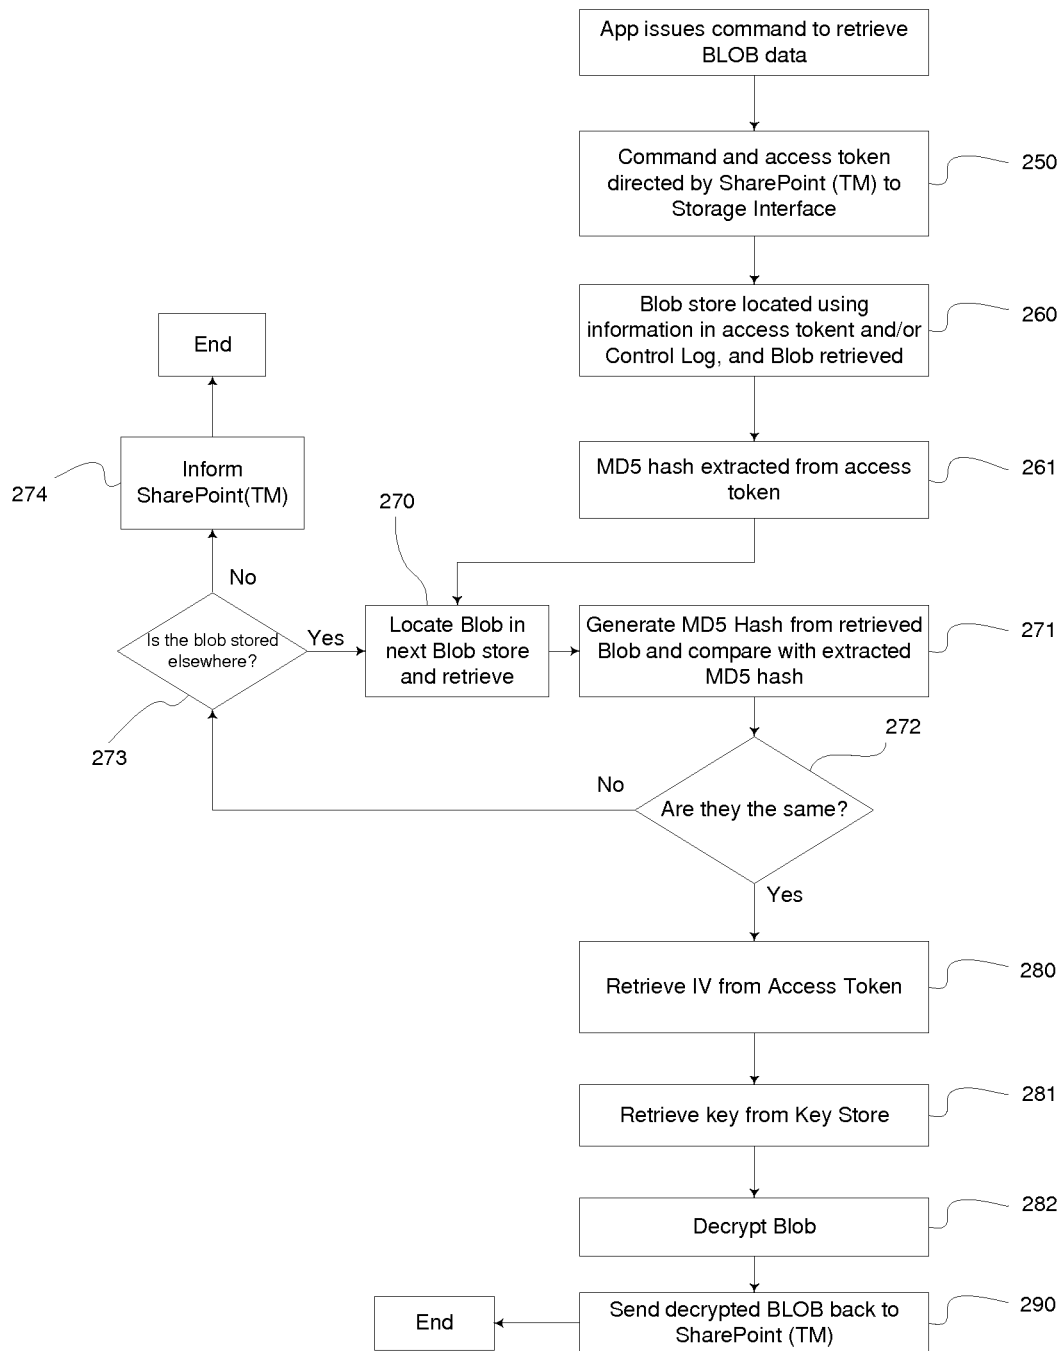 App issues command to retrieve
BLOB data
Command and access token
directed by SharePoint (TM) to
Storage Interface
250
Blob store located using
information in access tokent and/or
Control Log, and Blob retrieved
260
End
MD5 hash extracted from access
token
261
Inform
SharePoint(TM)
274
270
No
Is the blob stored
elsewhere?
Yes
Locate Blob in
next Blob store
and retrieve
Generate MD5 Hash from retrieved
Blob and compare with extracted
MD5 hash
271
273
272
No
Are they the same?
Yes
Retrieve IV from Access Token
280
Retrieve key from Key Store
281
Decrypt Blob
282
Send decrypted BLOB back to
SharePoint (TM)
290
End